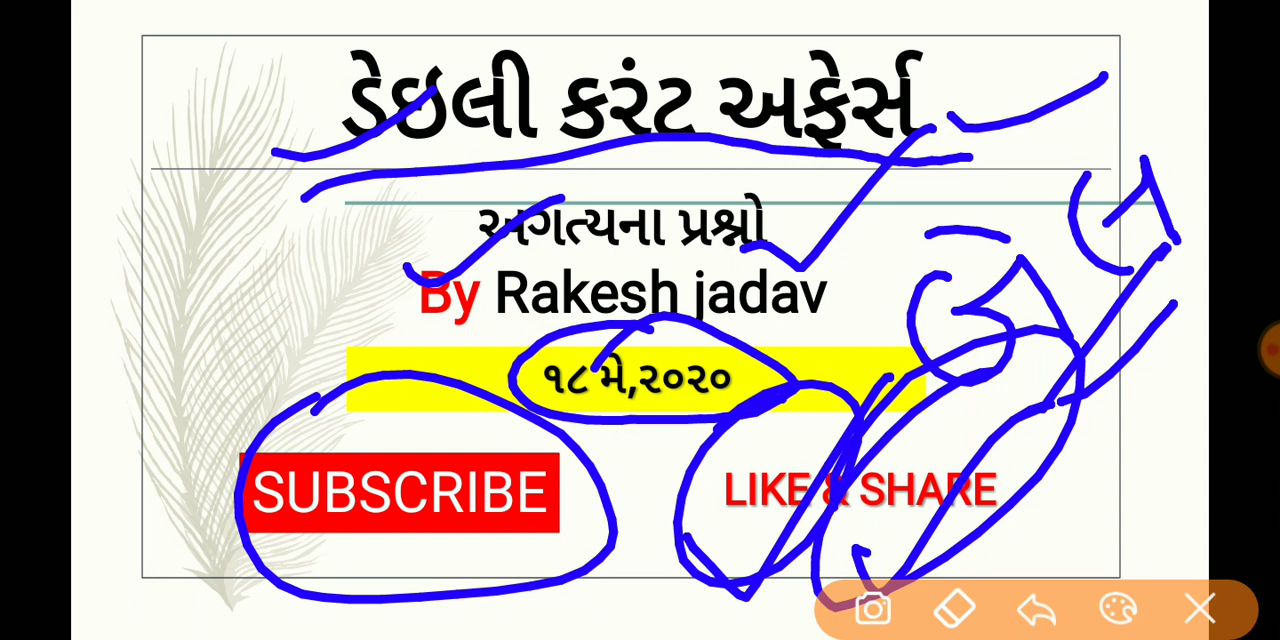 ડેઇલી કરંટ અફેર્સ
અગત્યના પ્રશ્નો
By Rakesh jadav
૧૮ મે,૨૦૨૦
SUBSCRIBE
LIKE & SHARE